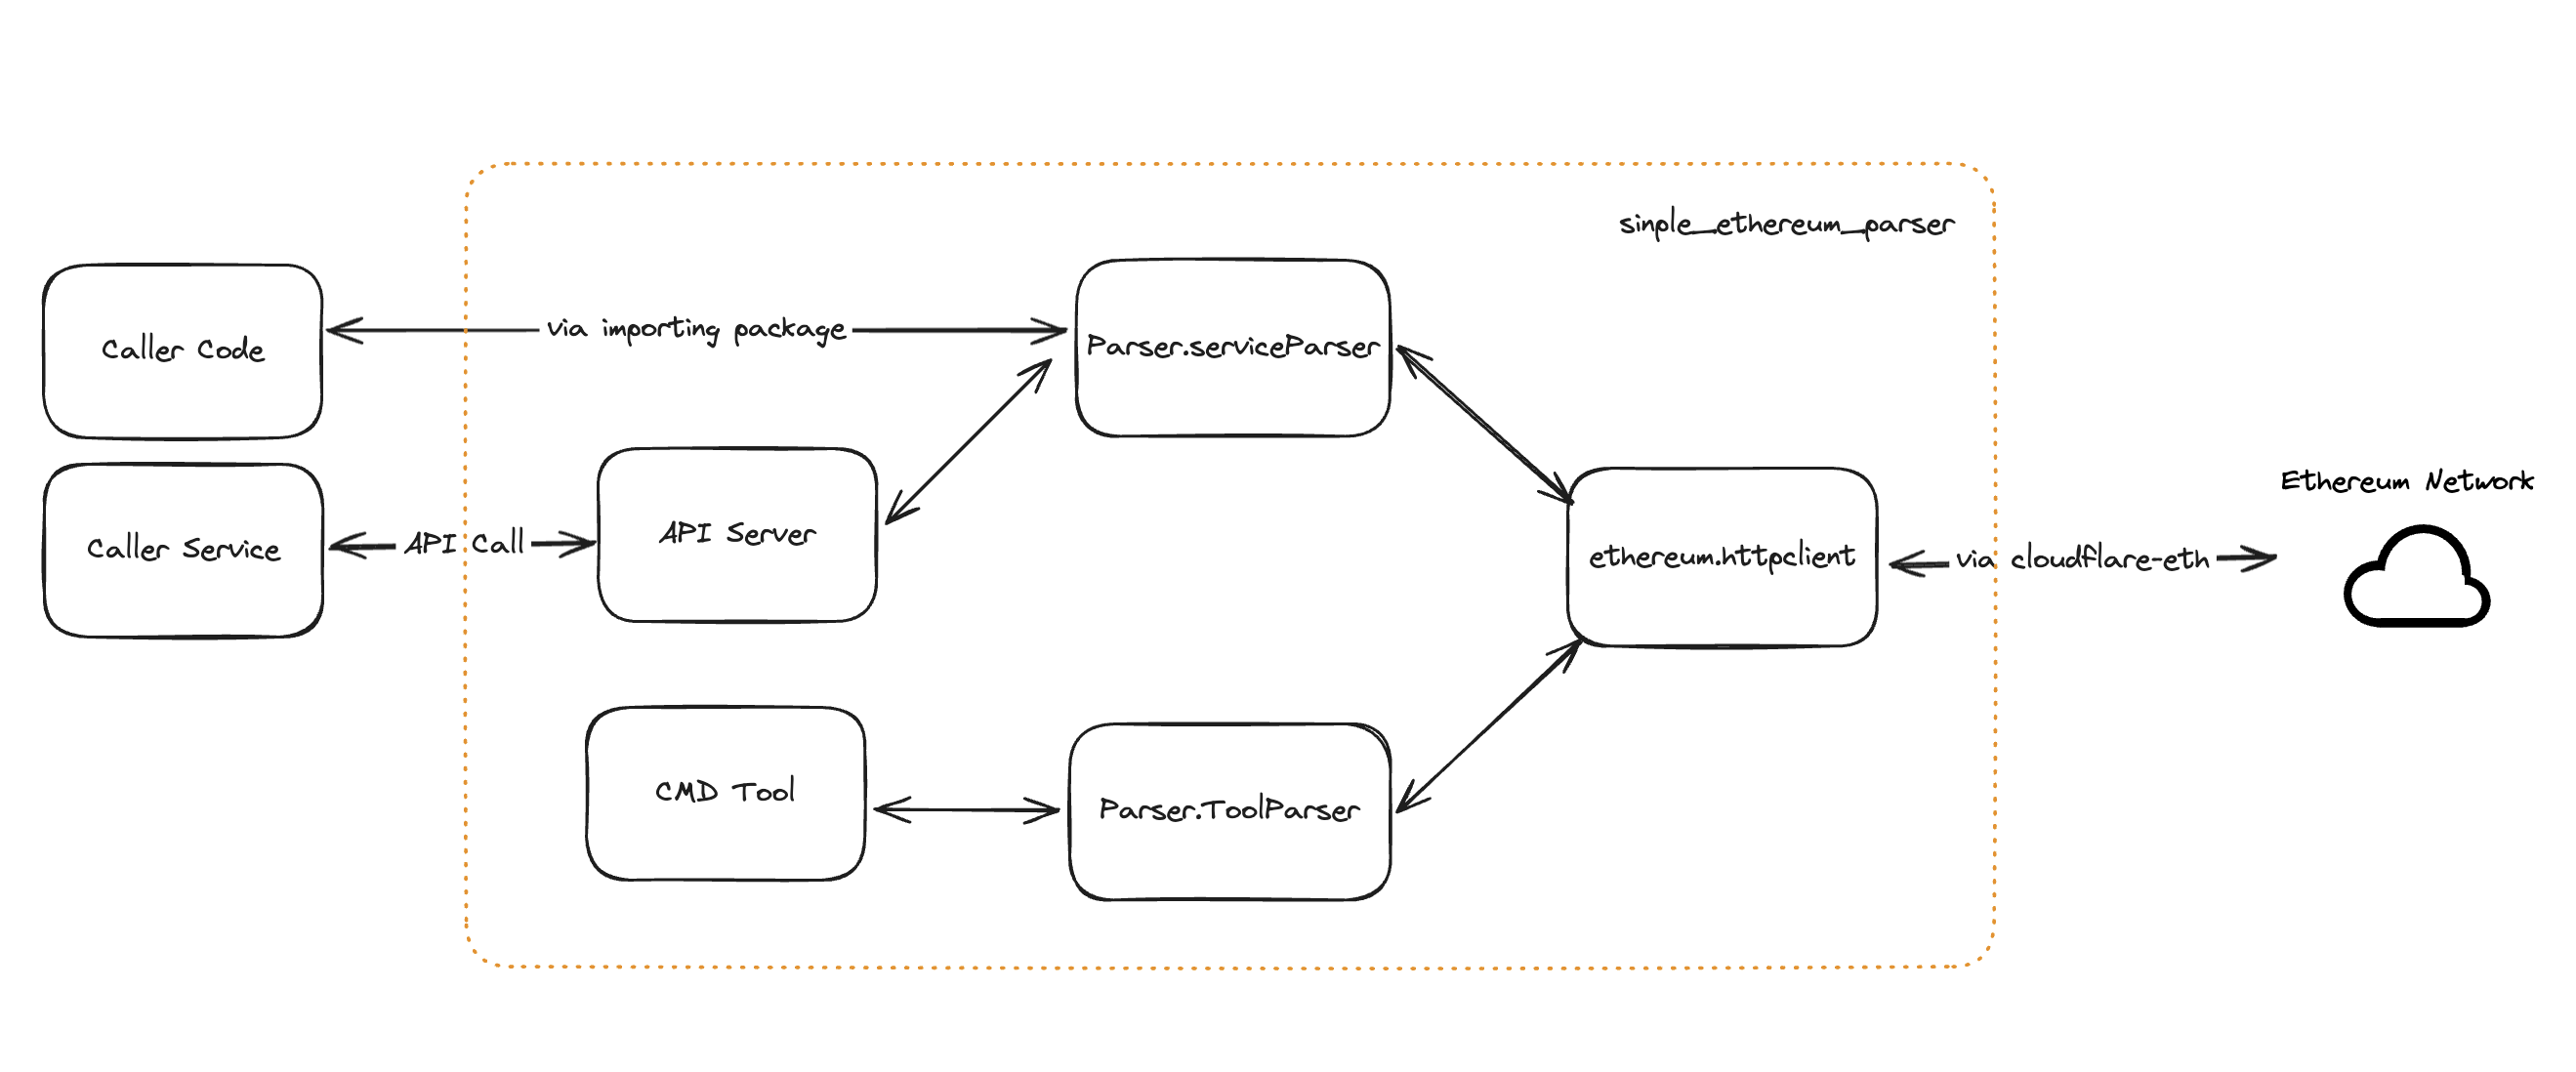 sinple_ethereum_parser
Caller Code
via importing package
Parser.serviceParser
Caller Service
API Call
API Server
ethereum.httpclient
via cloudflare-eth
Ethereum Network
CMD Tool
Parser.ToolParser